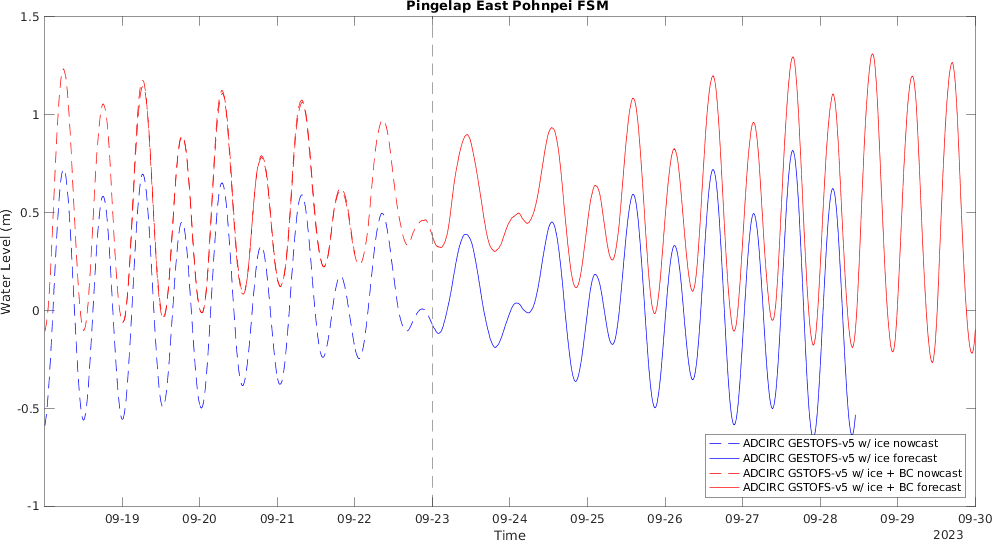 Pingelap East Pohnpei FSM
1.5
1
0.5
0
-0.5
-1
Water Level (m)
ADCIRC GESTOFS-v5 w/ ice nowcast
ADCIRC GESTOFS-v5 w/ ice forecast
ADCIRC GSTOFS-v5 w/ ice + BC nowcast
ADCIRC GSTOFS-v5 w/ ice + BC forecast
09-19 09-20 09-21 09-22 09-23 09-24 09-25 09-26 09-27 09-28 09-29 09-30
Time
2023